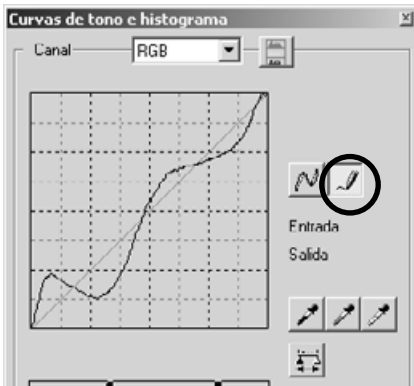 Curvas de tono e histograma
Canal
RGB
Entrada
Salida